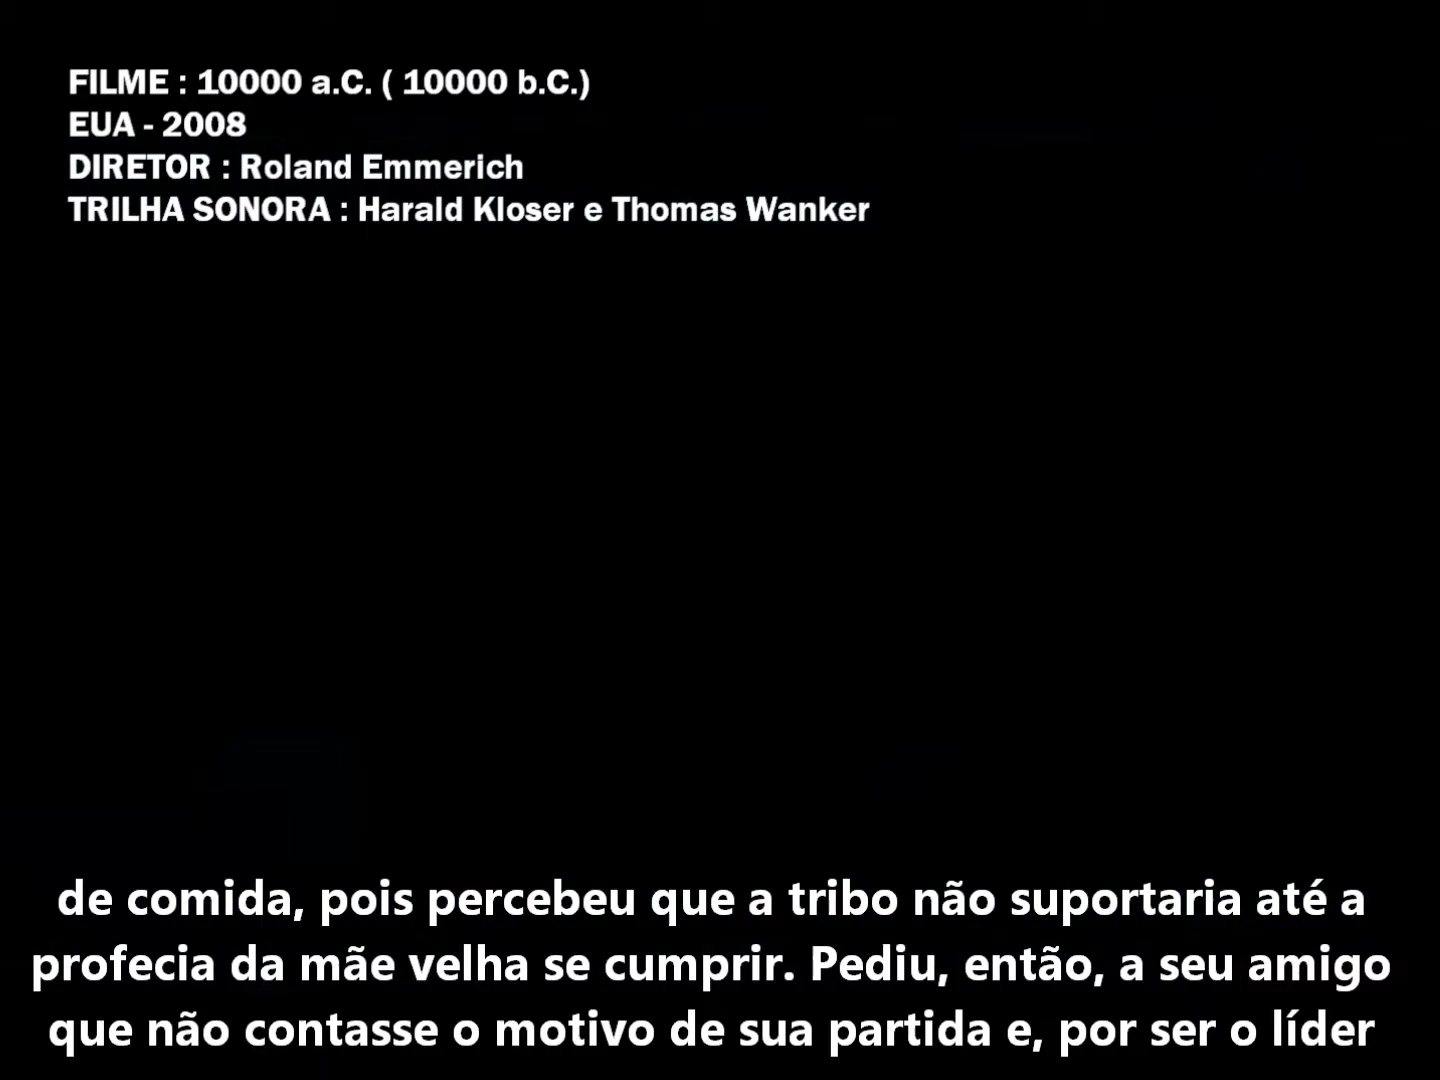 FILME : 10000 a.C. ( 10000 b.C.)
EUA - 2008
DIRETOR : Roland Emmerich
TRILHA SONORA : Harald Kloser e Thomas Wanker
de comida, pois percebeu que a tribo não suportaria até a
profecia da mãe velha se cumprir. Pediu, então, a seu amigo
que não contasse o motivo de sua partida e, por ser o líder